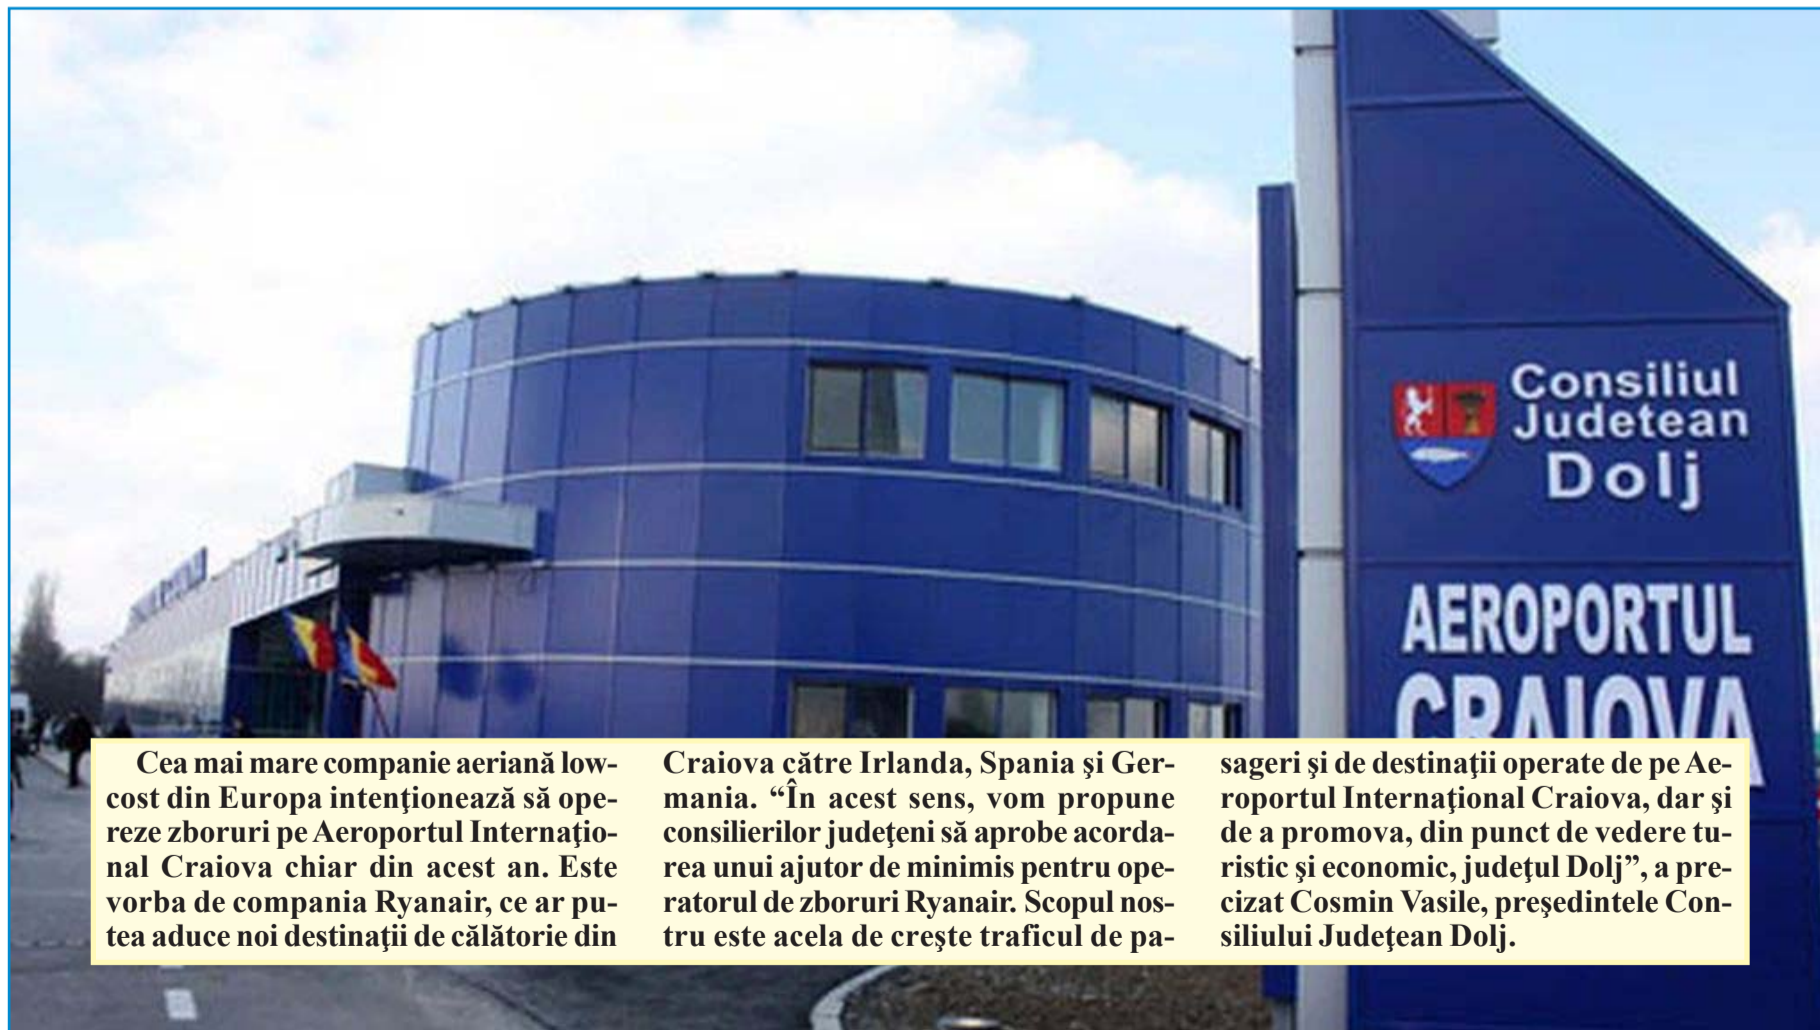 Consiliul
Judetean
Dolj
AEROPORTUL
CRAIOVA
Cea mai mare companie aeriană low-
cost din Europa intenţionează să ope-
reze zboruri pe Aeroportul Internaţio-
nal Craiova chiar din acest an. Este
vorba de compania Ryanair, ce ar pu-
tea aduce noi destinaţii de călătorie din
Craiova către Irlanda, Spania şi Ger-
mania. “În acest sens, vom propune
consilierilor judeţeni să aprobe acorda-
rea unui ajutor de minimis pentru ope-
ratorul de zboruri Ryanair. Scopul nos-
tru este acela de creşte traficul de pa-
sageri şi de destinaţii operate de pe Ae-
roportul Internaţional Craiova, dar şi
de a promova, din punct de vedere tu-
ristic şi economic, judeţul Dolj”, a pre-
cizat Cosmin Vasile, preşedintele Con-
siliului Judeţean Dolj.